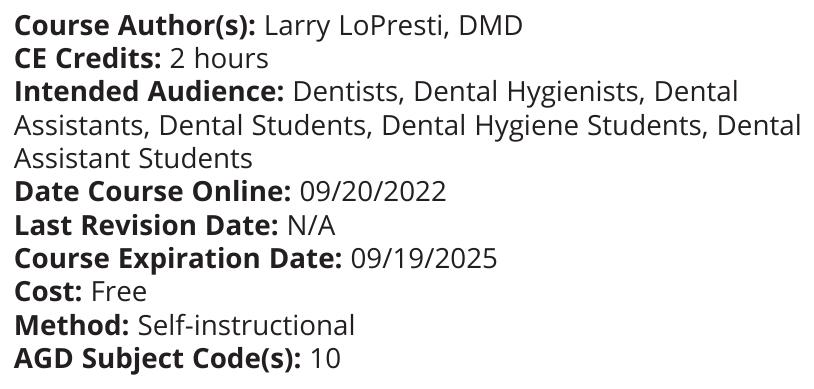 Course Author(s): Larry LoPresti, DMD
CE Credits: 2 hours
Intended Audience: Dentists, Dental Hygienists, Dental
Assistants, Dental Students, Dental Hygiene Students, Dental
Assistant Students
Date Course Online: 09/20/2022
Last Revision Date: N/A
Course Expiration Date: 09/19/2025
Cost: Free
Method: Self-instructional
AGD Subject Code(s): 10